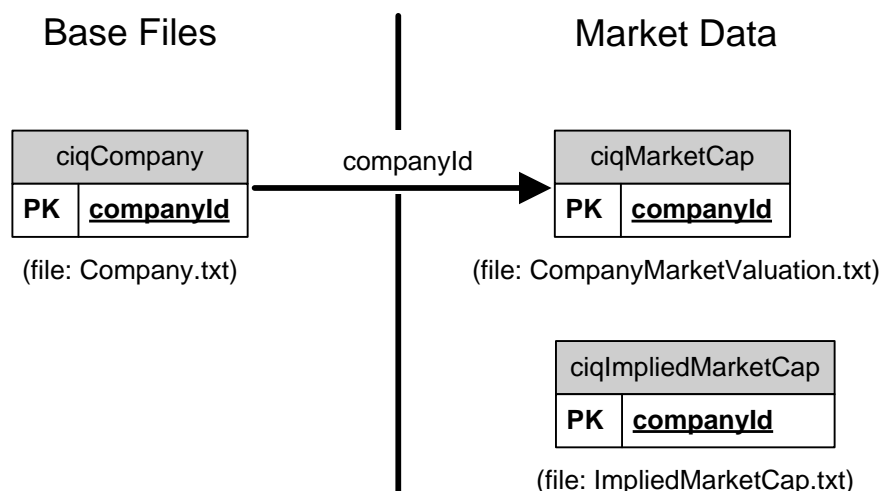 Base Files
Market Data
ciqCompany
PK companyId
(file: Company.txt)
companyId
ciqMarketCap
PK companyId
(file: CompanyMarketValuation.txt)
ciqImpliedMarketCap
PK companyId
(file: ImpliedMarketCap.txt)